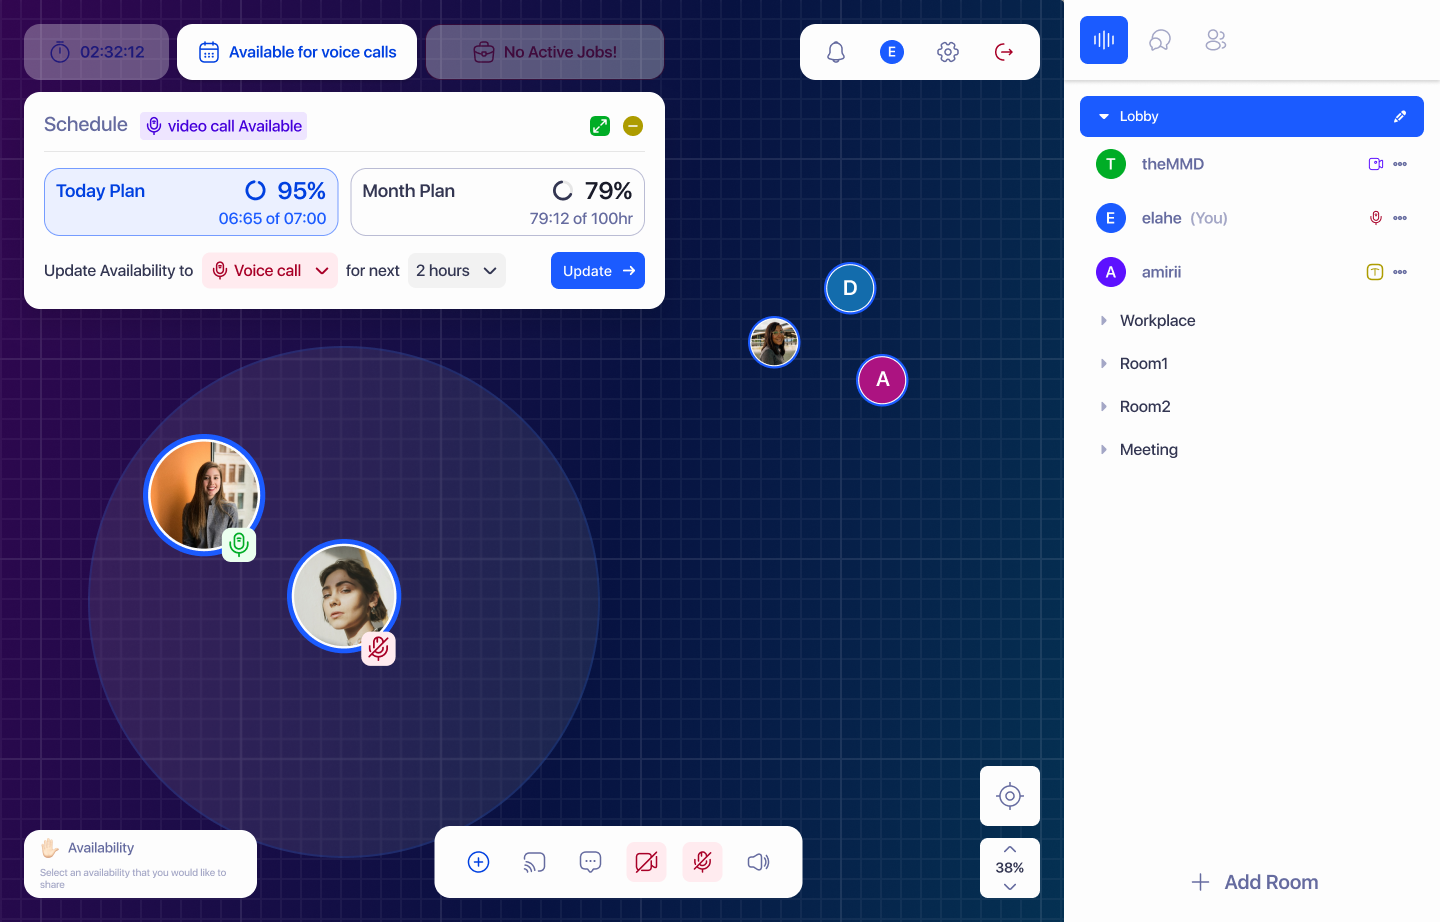 02:32:12
Available for voice calls
No Active Jobs!
E
Schedule
video call Available
Today Plan
95%
06:65 of 07:00
Month Plan
79%
79:12 of 100hr
Update Availability to
Voice call
for next
2 hours
Update
D
A
Availability
Select an availability that you would like to
share
38%
Lobby
T
theMMD
E
elahe (You)
A
amirii
T
Workplace
Room1
Room2
Meeting
Add Room